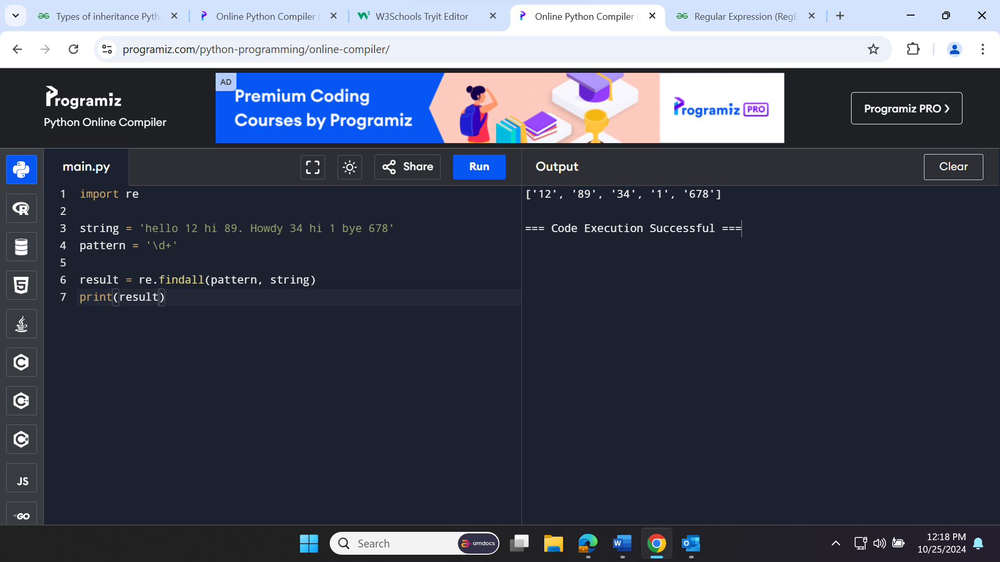 Types of inheritance Pyth
Online Python Compiler (
W3Schools Tryit Editor
Online Python Compiler (
Regular Expression (RegE
programiz.com/python-programming/online-compiler/
Programiz
Python Online Compiler
AD
Premium Coding
Courses by Programiz
Programiz PRO
Programiz PRO ❯
main.py
Share
Run
Output
Clear
1 import re
2
3 string = 'hello 12 hi 89. Howdy 34 hi 1 bye 678'
4 pattern = '\d+'
5
6 result = re.findall(pattern, string)
7 print(result)
['12', '89', '34', '1', '678']
=== Code Execution Successful ===
R
5
C
C++
C#
JS
GO
Search
amdocs
W
O
12:18 PM
10/25/2024